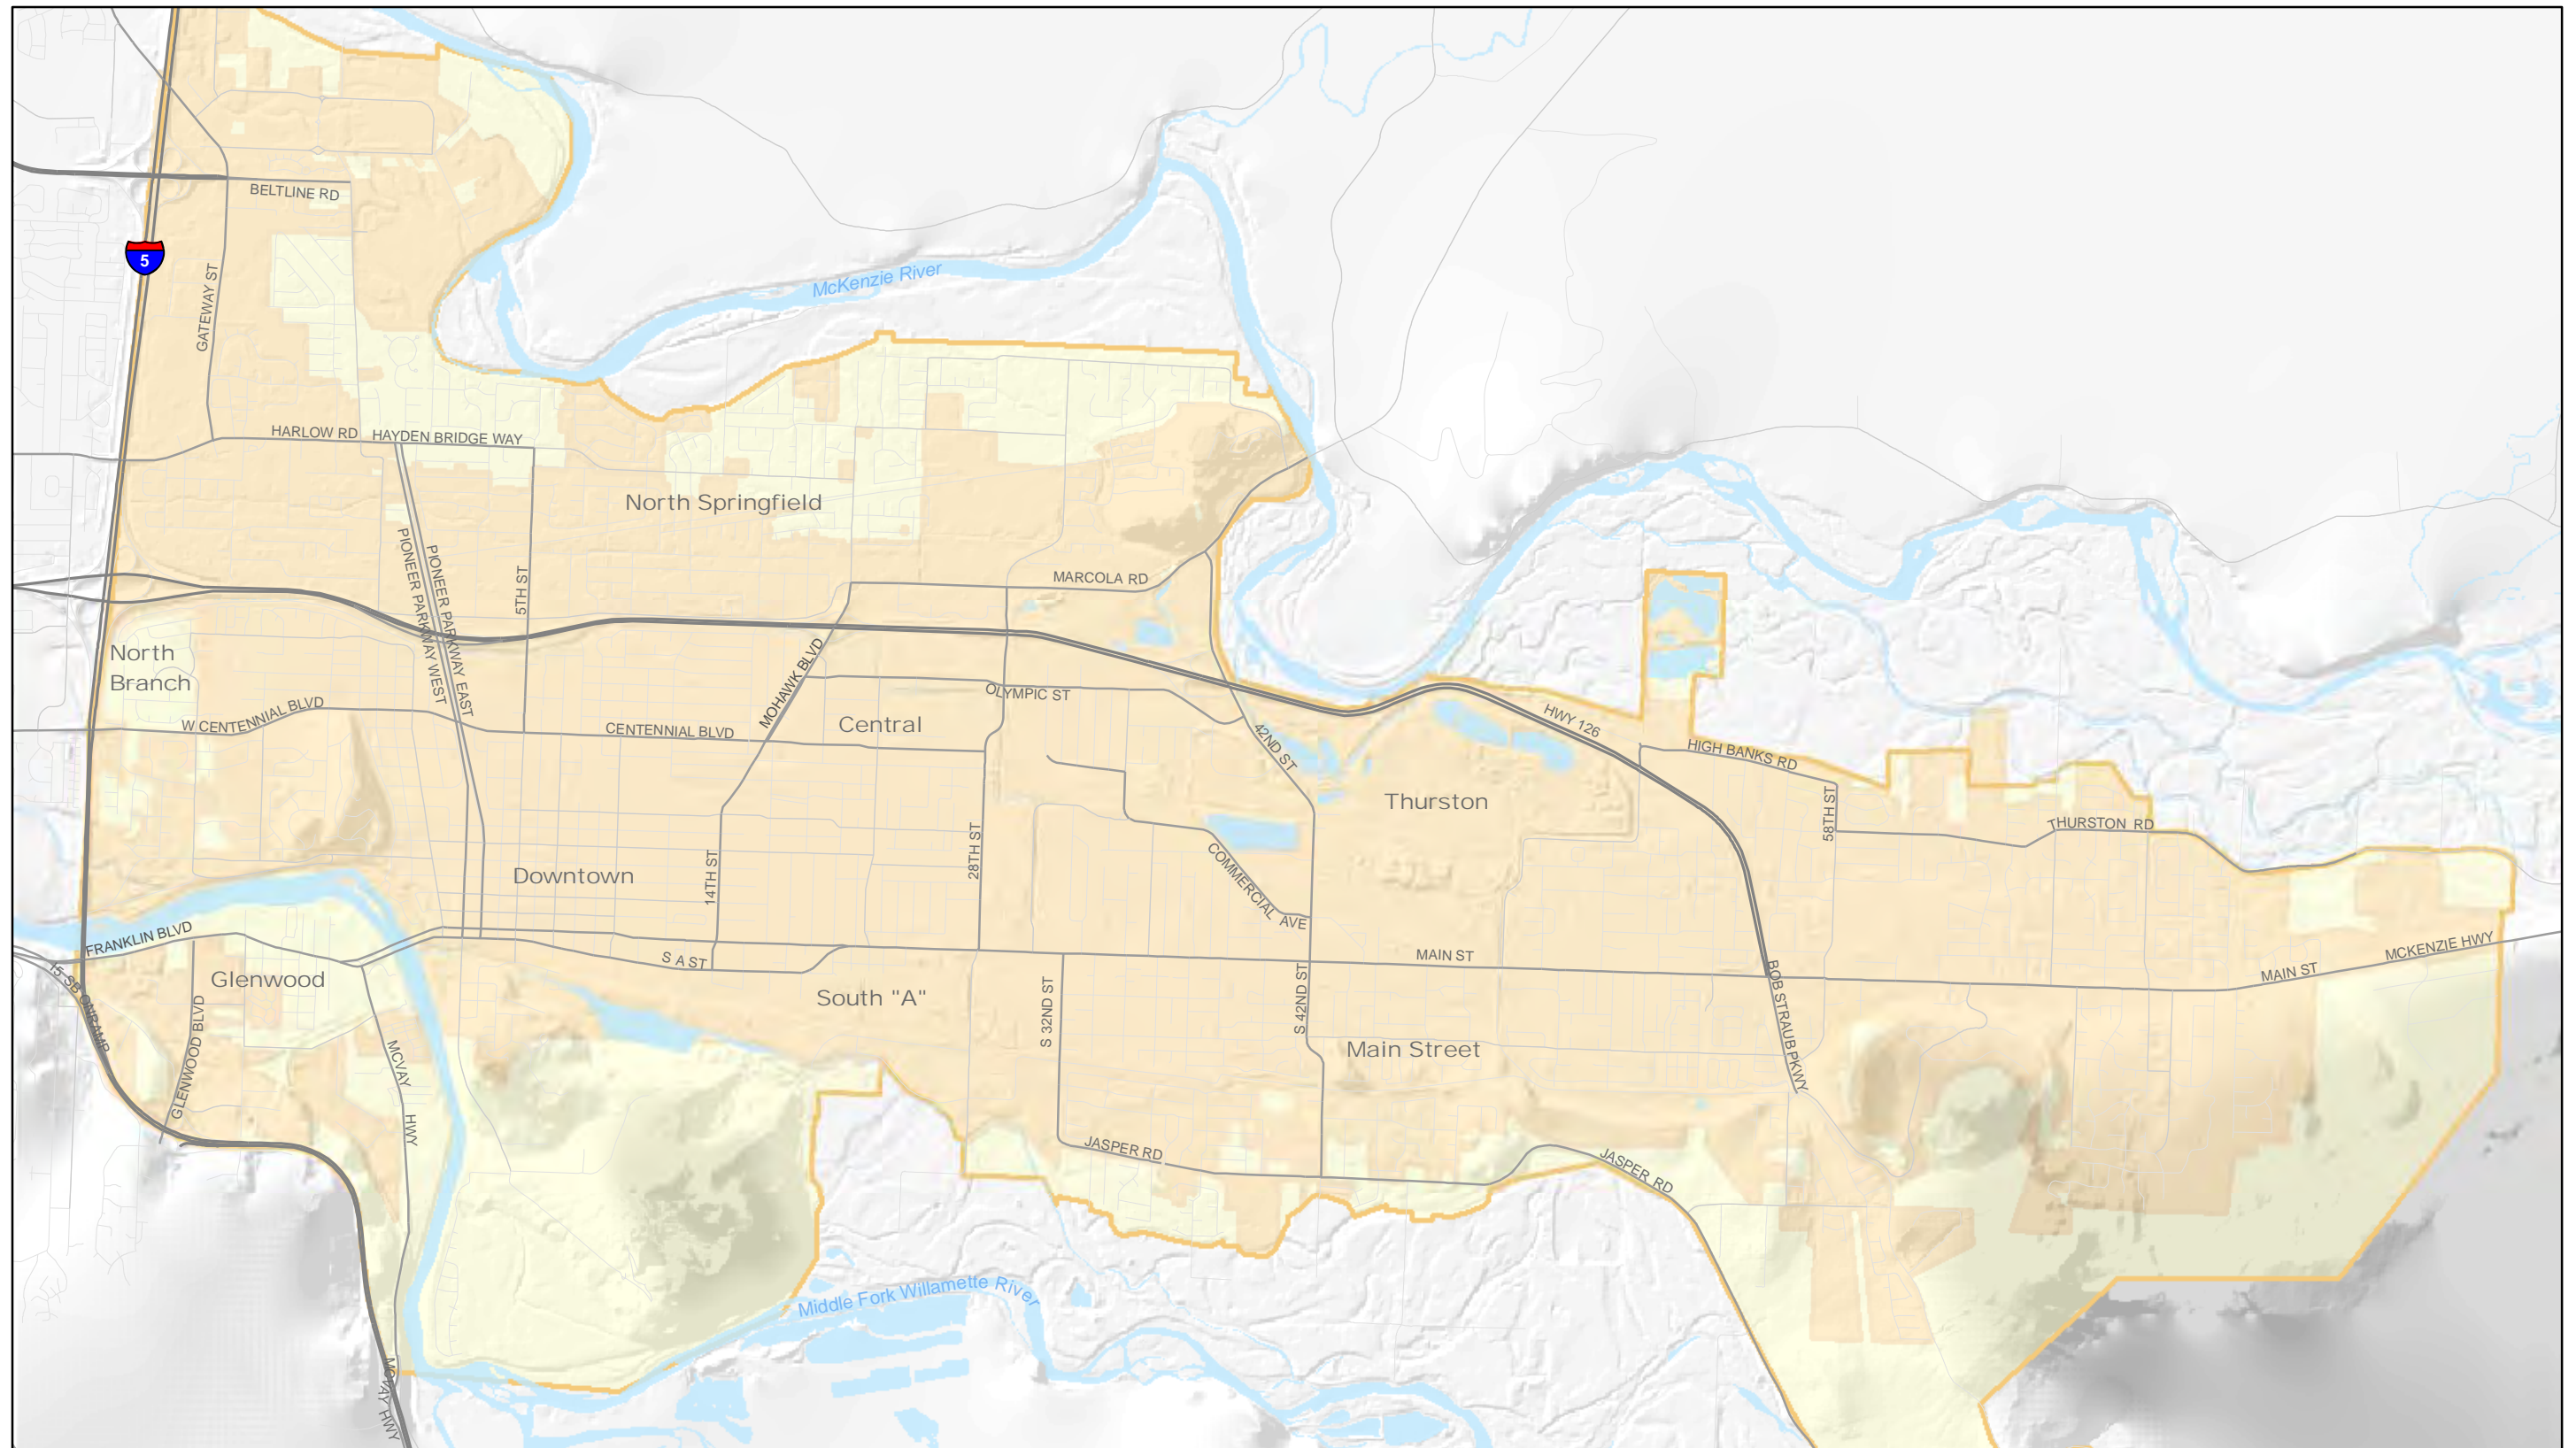 BELTLINE RD
5
GATEWAY ST
McKenzie River
HARLOW RD
HAYDEN BRIDGE WAY
North Springfield
PIONEER PARKWAY WEST
PIONEER PARKWAY EAST
5TH ST
MARCOLA RD
North
Branch
MOHAWK BLVD
OLYMPIC ST
W CENTENNIAL BLVD
CENTENNIAL BLVD
Central
42ND ST
HWY 126
HIGH BANKS RD
Thurston
58TH ST
THURSTON RD
Downtown
14TH ST
28TH ST
COMMERCIAL AVE
FRANKLIN BLVD
S A ST
MAIN ST
MAIN ST
MCKENZIE HWY
I5 SB ONRAMP
Glenwood
GLENWOOD BLVD
South "A"
S 32ND ST
S 42ND ST
BOB STRAUB PKWY
Main Street
MCVAY HWY
JASPER RD
JASPER RD
Middle Fork Willamette River
MCVAY HWY